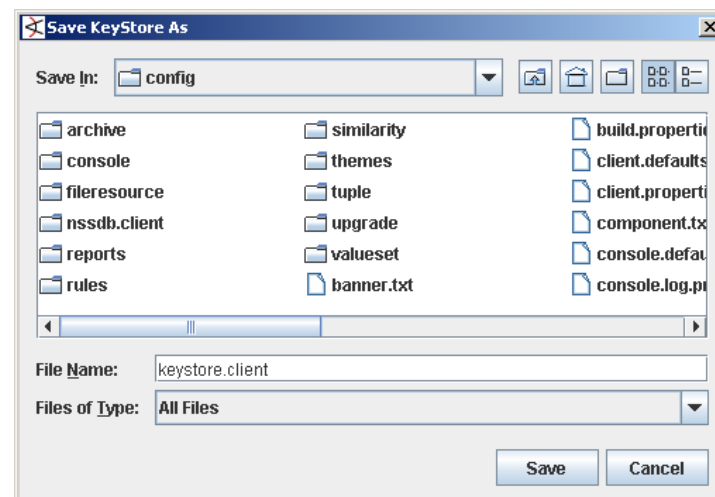 Save KeyStore As
Save In: config
archive similarity build.properti
console themes client.defaults
fileresource tuple client.properti
nssdb.client upgrade component.tx
reports valueset console.defau
rules banner.txt console.log.pr
File Name: keystore.client
Files of Type: All Files
Save Cancel